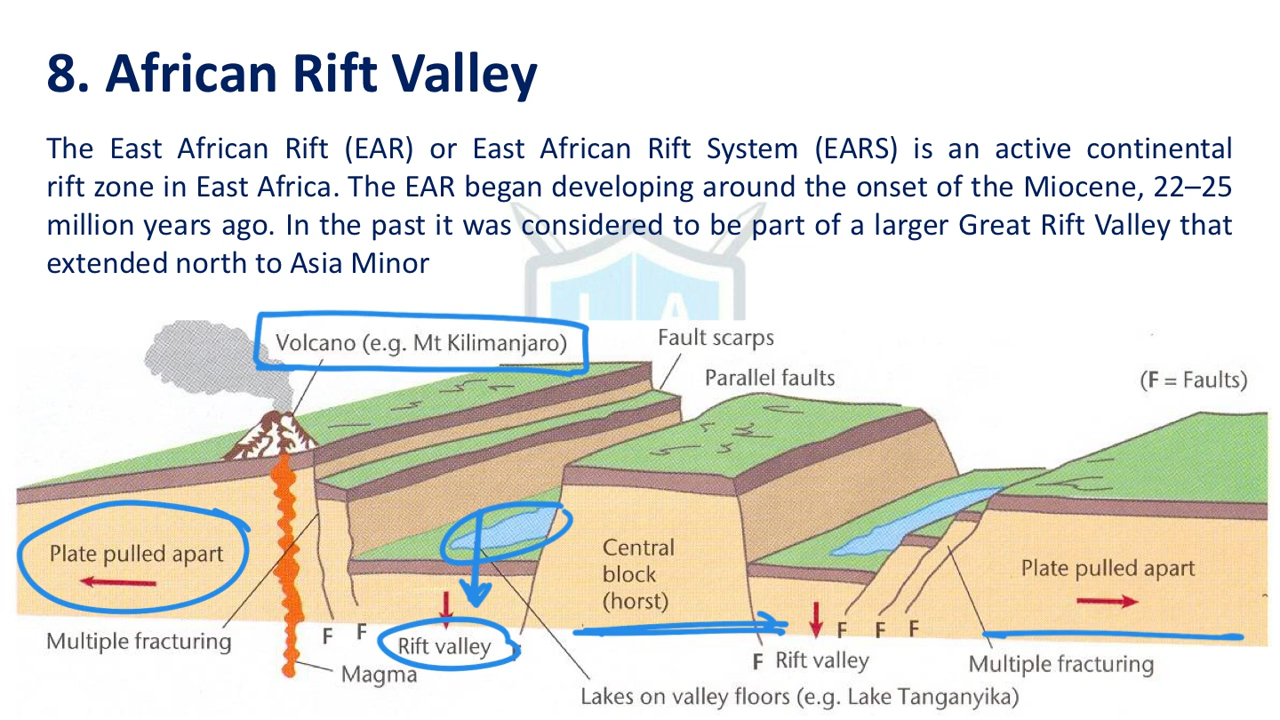 8. African Rift Valley
The East African Rift (EAR) or East African Rift System (EARS) is an active continental
rift zone in East Africa. The EAR began developing around the onset of the Miocene, 22–25
million years ago. In the past it was considered to be part of a larger Great Rift Valley that
extended north to Asia Minor
L A
Volcano (e.g. Mt Kilimanjaro)
Fault scarps
Parallel faults
(F = Faults)
Plate pulled apart
Central
block
(horst)
Plate pulled apart
Multiple fracturing
F F
Rift valley
F F F
F Rift valley
Multiple fracturing
Magma
Lakes on valley floors (e.g. Lake Tanganyika)